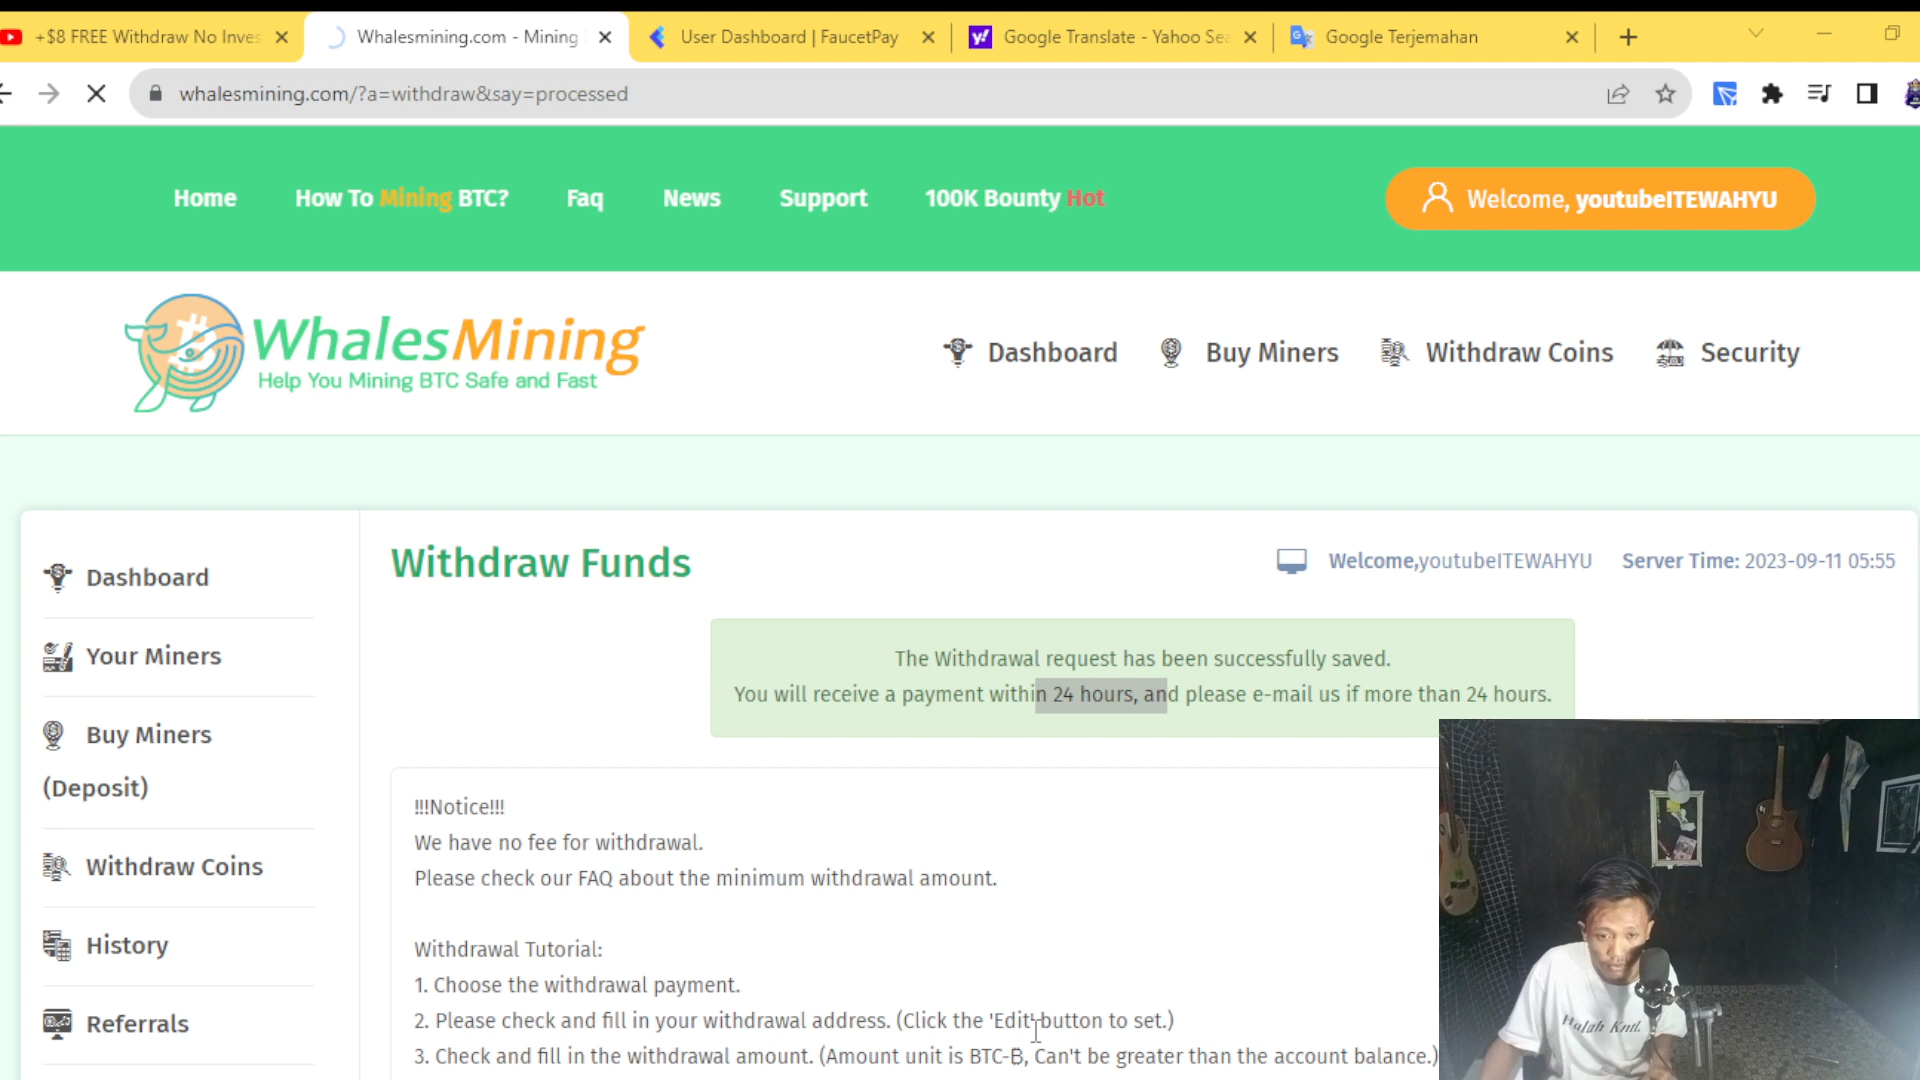 +$8 FREE Withdraw No Inves
Whalesmining.com - Mining
User Dashboard | FaucetPay
Google Translate - Yahoo Sea
Google Terjemahan
whalesmining.com/?a=withdraw&say=processed
Home
How To Mining BTC?
Faq
News
Support
100K Bounty Hot
Welcome, youtubeITEWAHYU
WhalesMining
Help You Mining BTC Safe and Fast
Dashboard
Buy Miners
Withdraw Coins
Security
Dashboard
Your Miners
Buy Miners
(Deposit)
Withdraw Coins
History
Referrals
Withdraw Funds
Welcome,youtubeITEWAHYU
Server Time: 2023-09-11 05:55
The Withdrawal request has been successfully saved.
You will receive a payment within 24 hours, and please e-mail us if more than 24 hours.
!!!Notice!!!
We have no fee for withdrawal.
Please check our FAQ about the minimum withdrawal amount.
Withdrawal Tutorial:
1. Choose the withdrawal payment.
2. Please check and fill in your withdrawal address. (Click the 'Edit' button to set.)
3. Check and fill in the withdrawal amount. (Amount unit is BTC-B, Can't be greater than the account balance.)